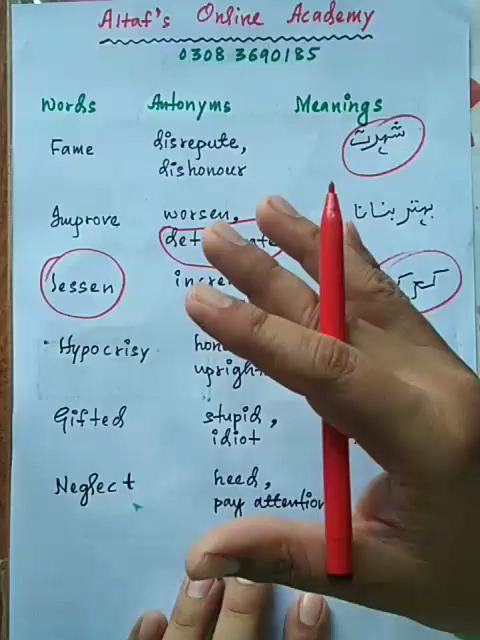 Altaf's Online Academy
0308 3690185
Words Antonyms Meanings
Fame disrepute, شہرت
dishonour
Improve worsen, بہتر بنانا
lessen
Hypocrisy
Gifted stupid,
idiot
Neglect heed,
pay attention